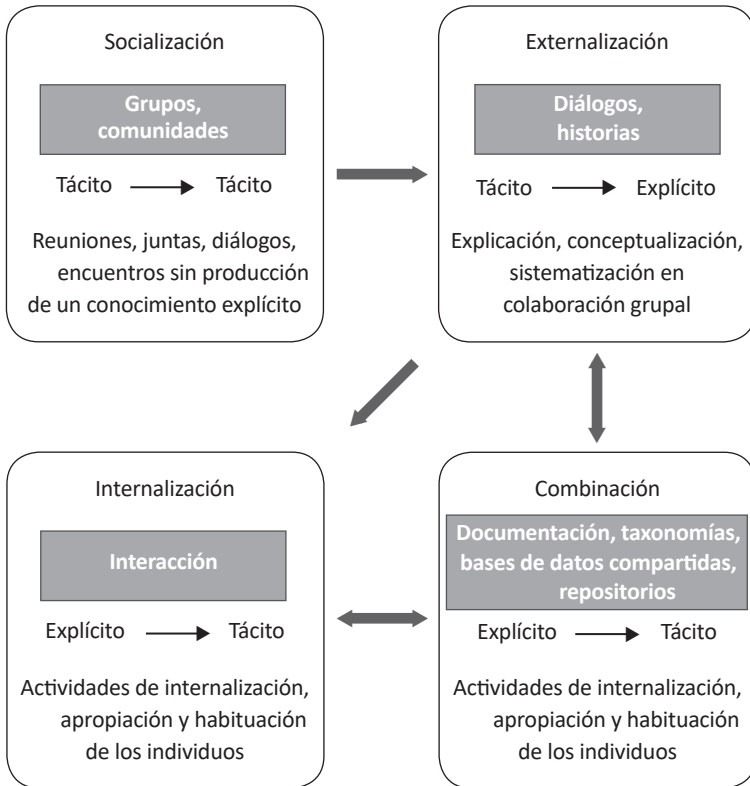 Socialización
Grupos,
comunidades
Tácito Tácito
Reuniones, juntas, diálogos,
encuentros sin producción
de un conocimiento explícito
Externalización
Diálogos,
historias
Tácito Explícito
Explicación, conceptualización,
sistematización en
colaboración grupal
Internalización
Interacción
Explícito Tácito
Actividades de internalización,
apropiación y habituación
de los individuos
Combinación
Documentación, taxonomías,
bases de datos compartidas,
repositorios
Explícito Tácito
Actividades de internalización,
apropiación y habituación
de los individuos